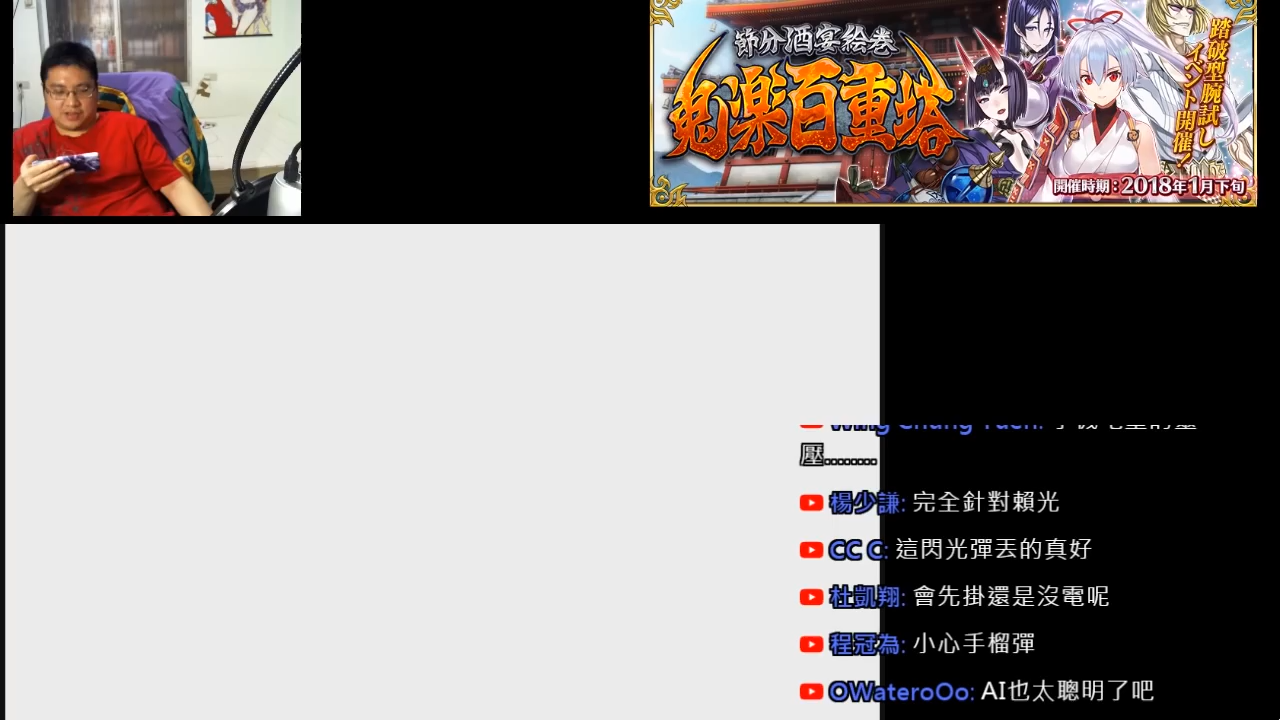 節分酒宴絵巻
鬼楽百重塔
踏破型腕試し
イベント開催!
開催時期：2018年1月下旬
壓........
楊少謙: 完全針對賴光
CC C: 這閃光彈丟的真好
杜凱翔: 會先掛還是沒電呢
程冠為: 小心手榴彈
OWateroOo: AI也太聰明了吧